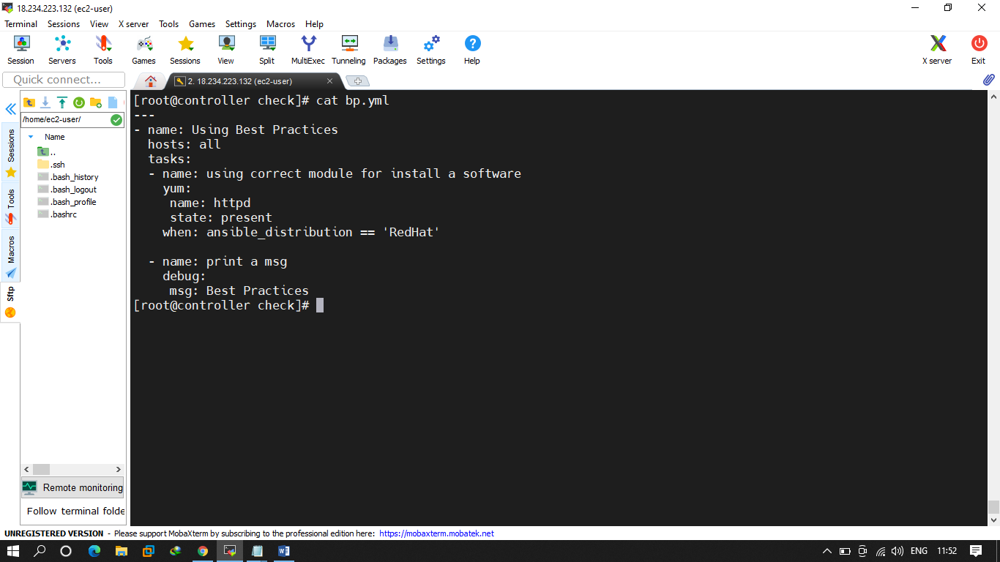 18.234.223.132 (ec2-user)
Terminal Sessions View X server Tools Games Settings Macros Help
Session Servers Tools Games Sessions View Split MultiExec Tunneling Packages Settings Help X server Exit
Quick connect...
2. 18.234.223.132 (ec2-user)
/home/ec2-user/
Name
..
.ssh
.bash_history
.bash_logout
.bash_profile
.bashrc
Sessions
Tools
Macros
Sftp
Remote monitoring
Follow terminal folde
[root@controller check]# cat bp.yml
---
- name: Using Best Practices
  hosts: all
  tasks:
  - name: using correct module for install a software
    yum:
     name: httpd
     state: present
    when: ansible_distribution == 'RedHat'
  - name: print a msg
    debug:
     msg: Best Practices
[root@controller check]#
UNREGISTERED VERSION - Please support MobaXterm by subscribing to the professional edition here: https://mobaxterm.mobatek.net
ENG 11:52